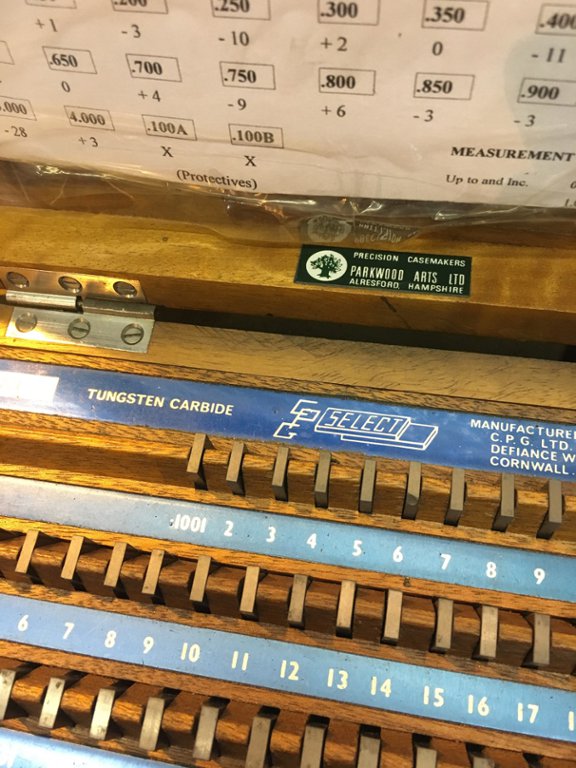 .200 .250 .300 .350 .400
+1 -3 -10 +2 0 -11
.650 .700 .750 .800 .850 .900
0 +4 -9 +6 -3 -3
4.000 .100A .100B
-28 +3 X X
(Protectives)
MEASUREMENT
Up to and Inc.
PRECISION CASEMAKERS
PARKWOOD ARTS LTD
ALRESFORD, HAMPSHIRE
TUNGSTEN CARBIDE
SELECT
MANUFACTURE
C.P.G. LTD.
DEFIANCE W
CORNWALL.
.1001 2 3 4 5 6 7 8 9
6 7 8 9 10 11 12 13 14 15 16 17